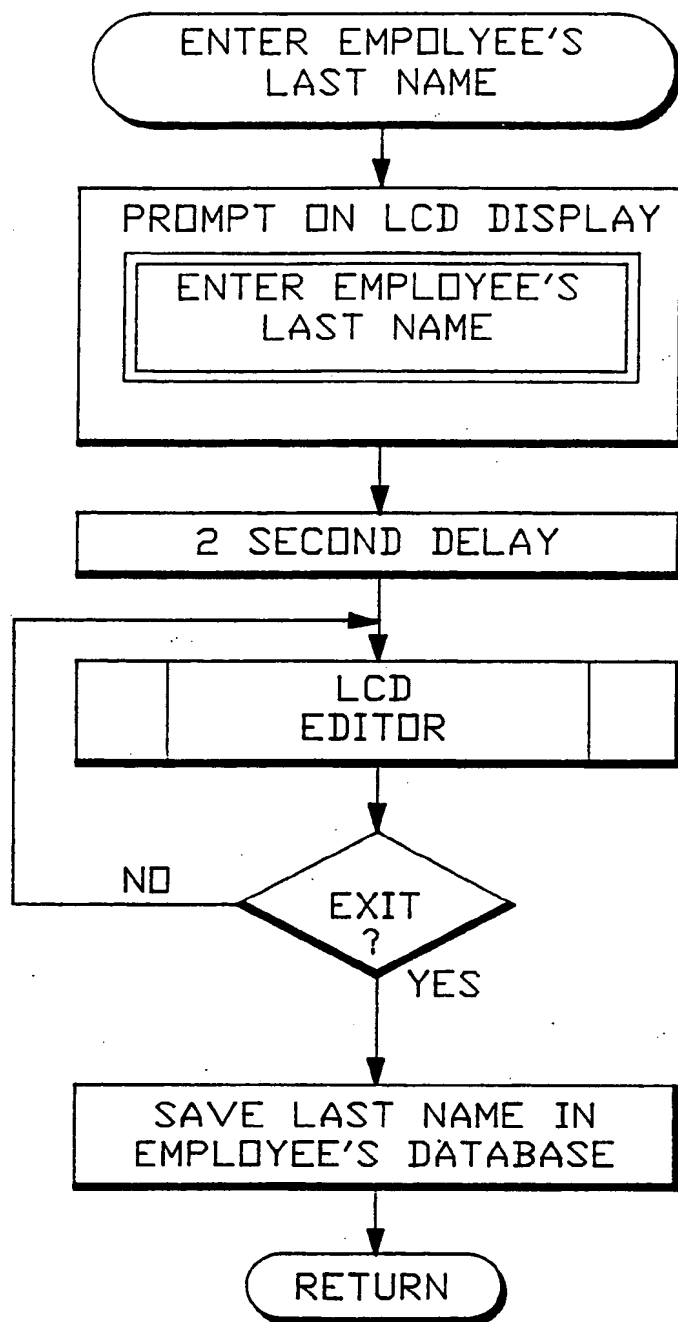 ENTER EMPOLYEE'S
LAST NAME
PROMPT ON LCD DISPLAY
ENTER EMPLOYEE'S
LAST NAME
2 SECOND DELAY
LCD
EDITOR
NO
EXIT
?
YES
SAVE LAST NAME IN
EMPLOYEE'S DATABASE
RETURN